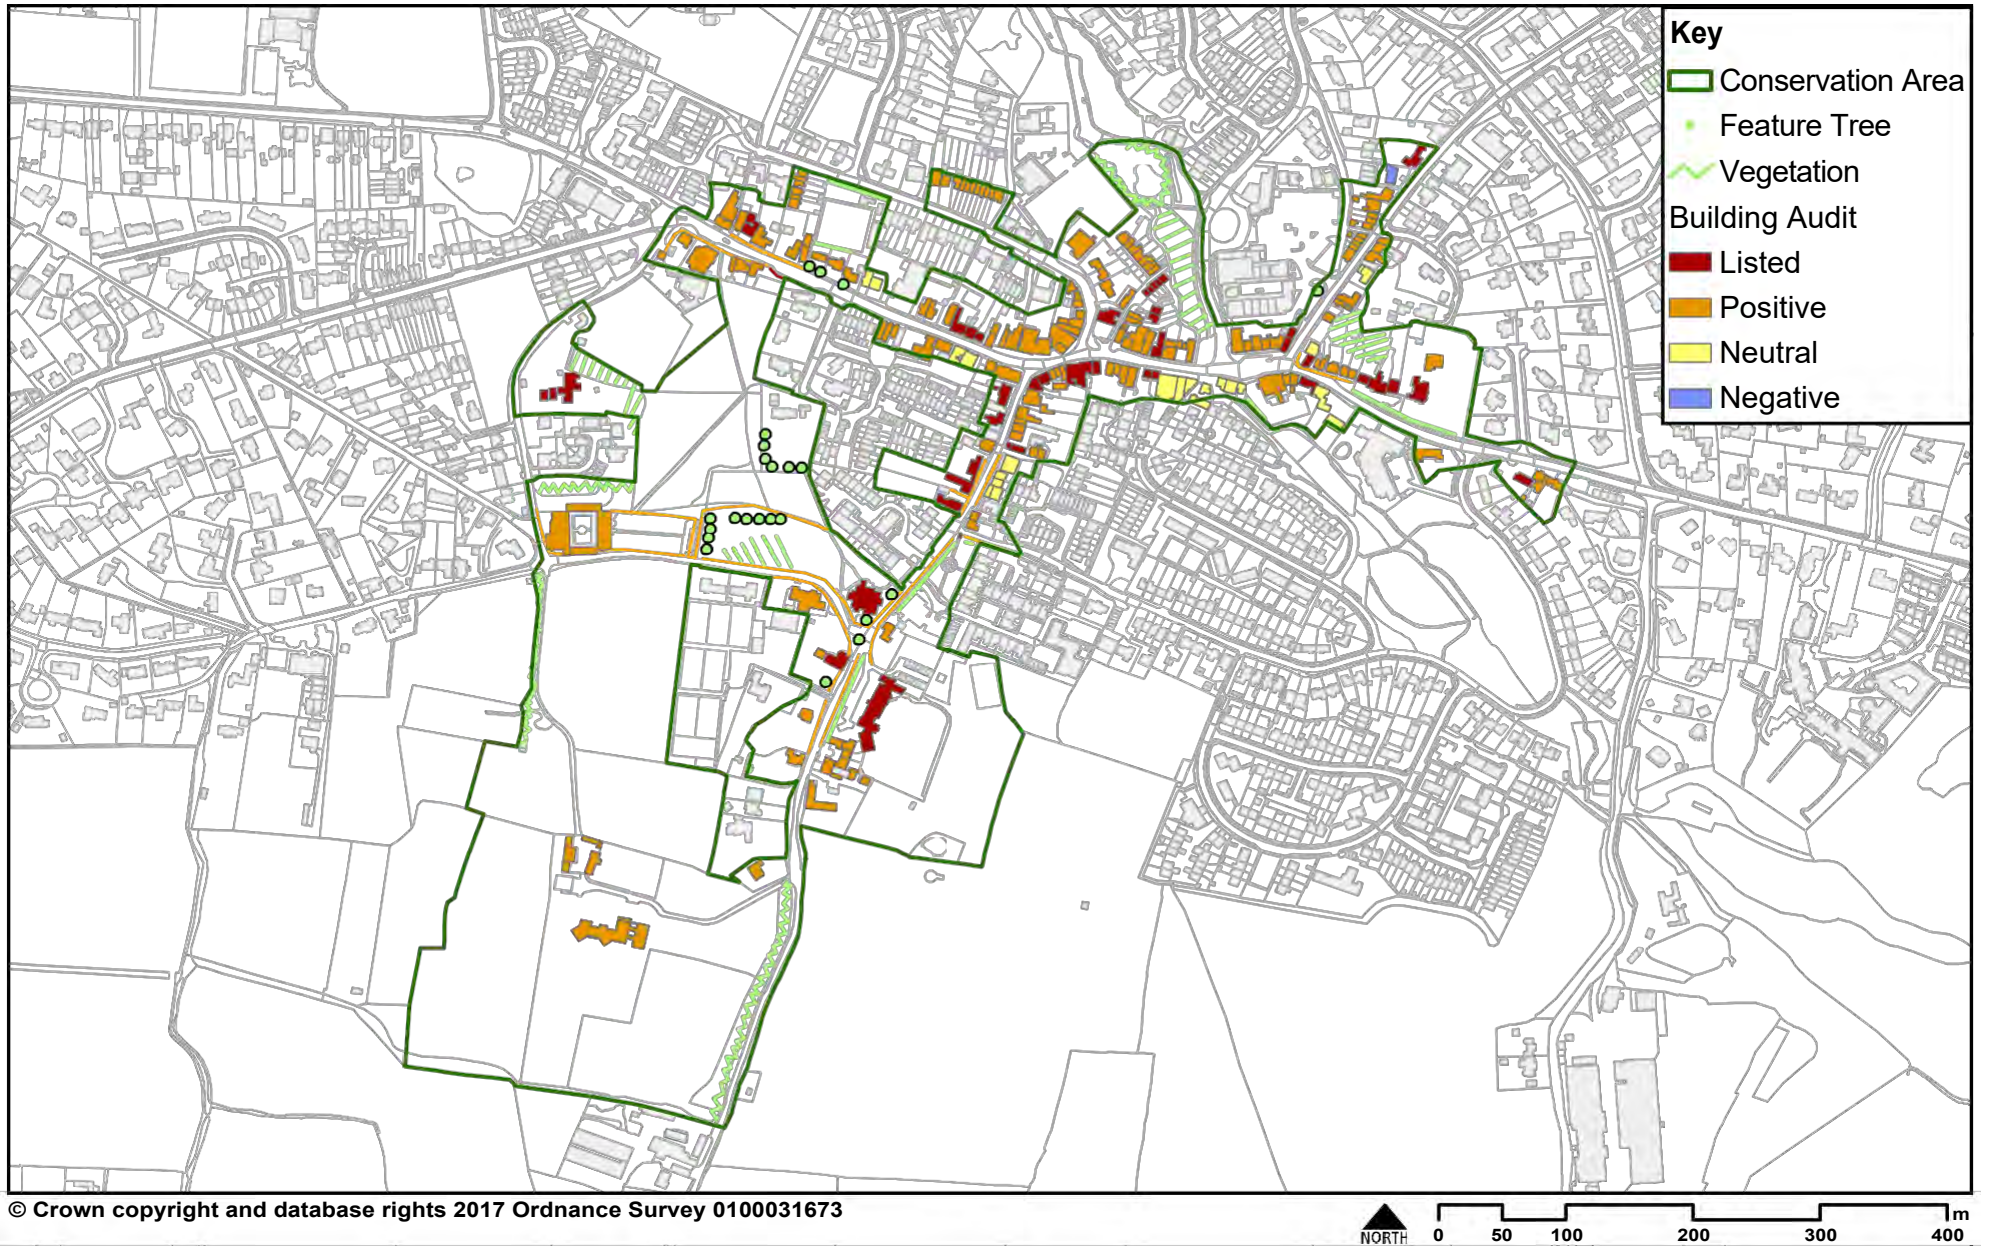 Key
Conservation Area
Feature Tree
Vegetation
Building Audit
Listed
Positive
Neutral
Negative
© Crown copyright and database rights 2017 Ordnance Survey 0100031673
NORTH
0 50 100 200 300 400 m